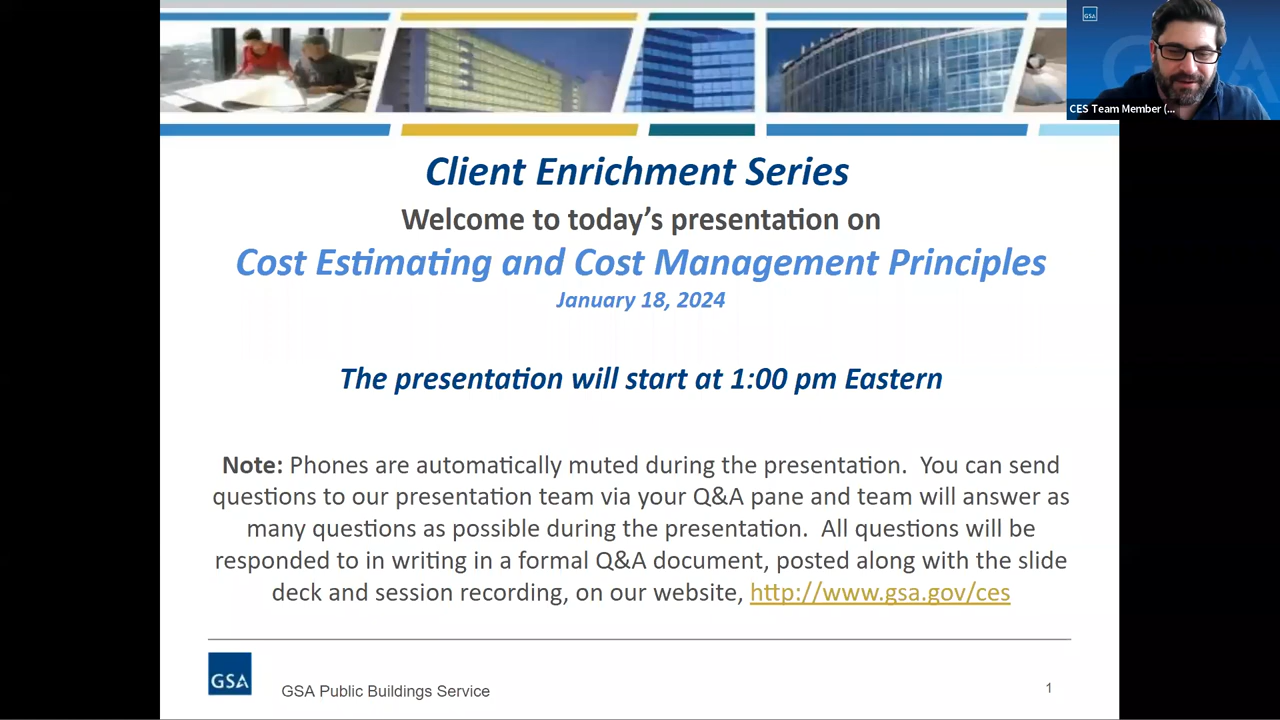 GSA
CES Team Member (...
Client Enrichment Series
Welcome to today's presentation on
Cost Estimating and Cost Management Principles
January 18, 2024
The presentation will start at 1:00 pm Eastern
Note: Phones are automatically muted during the presentation.  You can send
questions to our presentation team via your Q&A pane and team will answer as
many questions as possible during the presentation.  All questions will be
responded to in writing in a formal Q&A document, posted along with the slide
deck and session recording, on our website, http://www.gsa.gov/ces
GSA
GSA Public Buildings Service
1